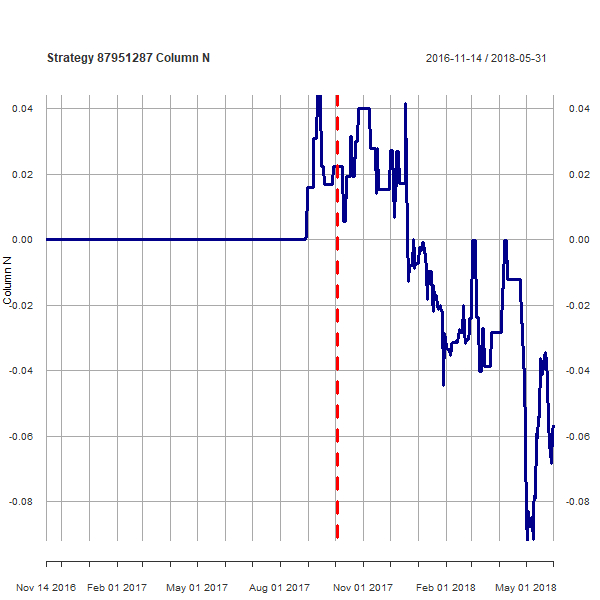 Strategy 87951287 Column N
2016-11-14 / 2018-05-31
0.04
0.04
0.02
0.02
0.00
0.00
Column N
-0.02
-0.02
-0.04
-0.04
-0.06
-0.06
-0.08
-0.08
Nov 14 2016
Feb 01 2017
May 01 2017
Aug 01 2017
Nov 01 2017
Feb 01 2018
May 01 2018